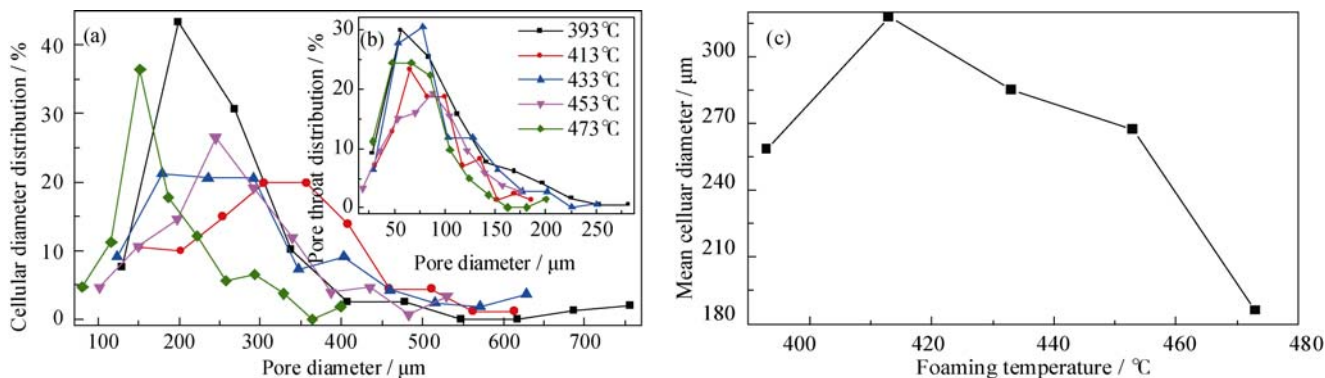 (a)
Cellular diameter distribution / %
40
30
20
10
0
100 200 300 400 500 600 700
Pore diameter / μm
(b)
Pore throat distribution / %
30
20
10
0
50 100 150 200 250
Pore diameter / μm
393℃
413℃
433℃
453℃
473℃
(c)
Mean celluar diameter / μm
300
270
240
210
180
400 420 440 460 480
Foaming temperature / ℃